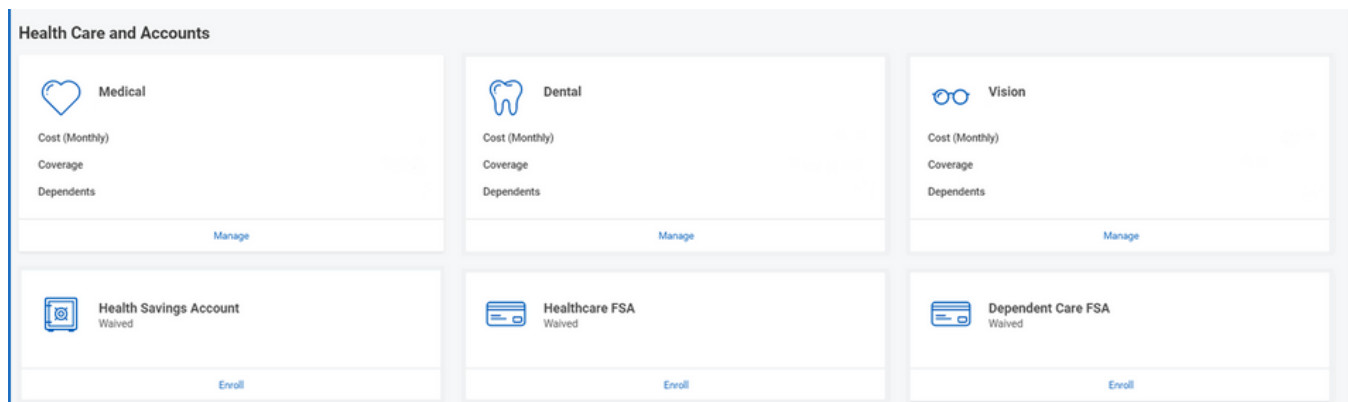 Health Care and Accounts
Medical
Cost (Monthly)
Coverage
Dependents
Manage
Dental
Cost (Monthly)
Coverage
Dependents
Manage
Vision
Cost (Monthly)
Coverage
Dependents
Manage
Health Savings Account
Waived
Enroll
Healthcare FSA
Waived
Enroll
Dependent Care FSA
Waived
Enroll